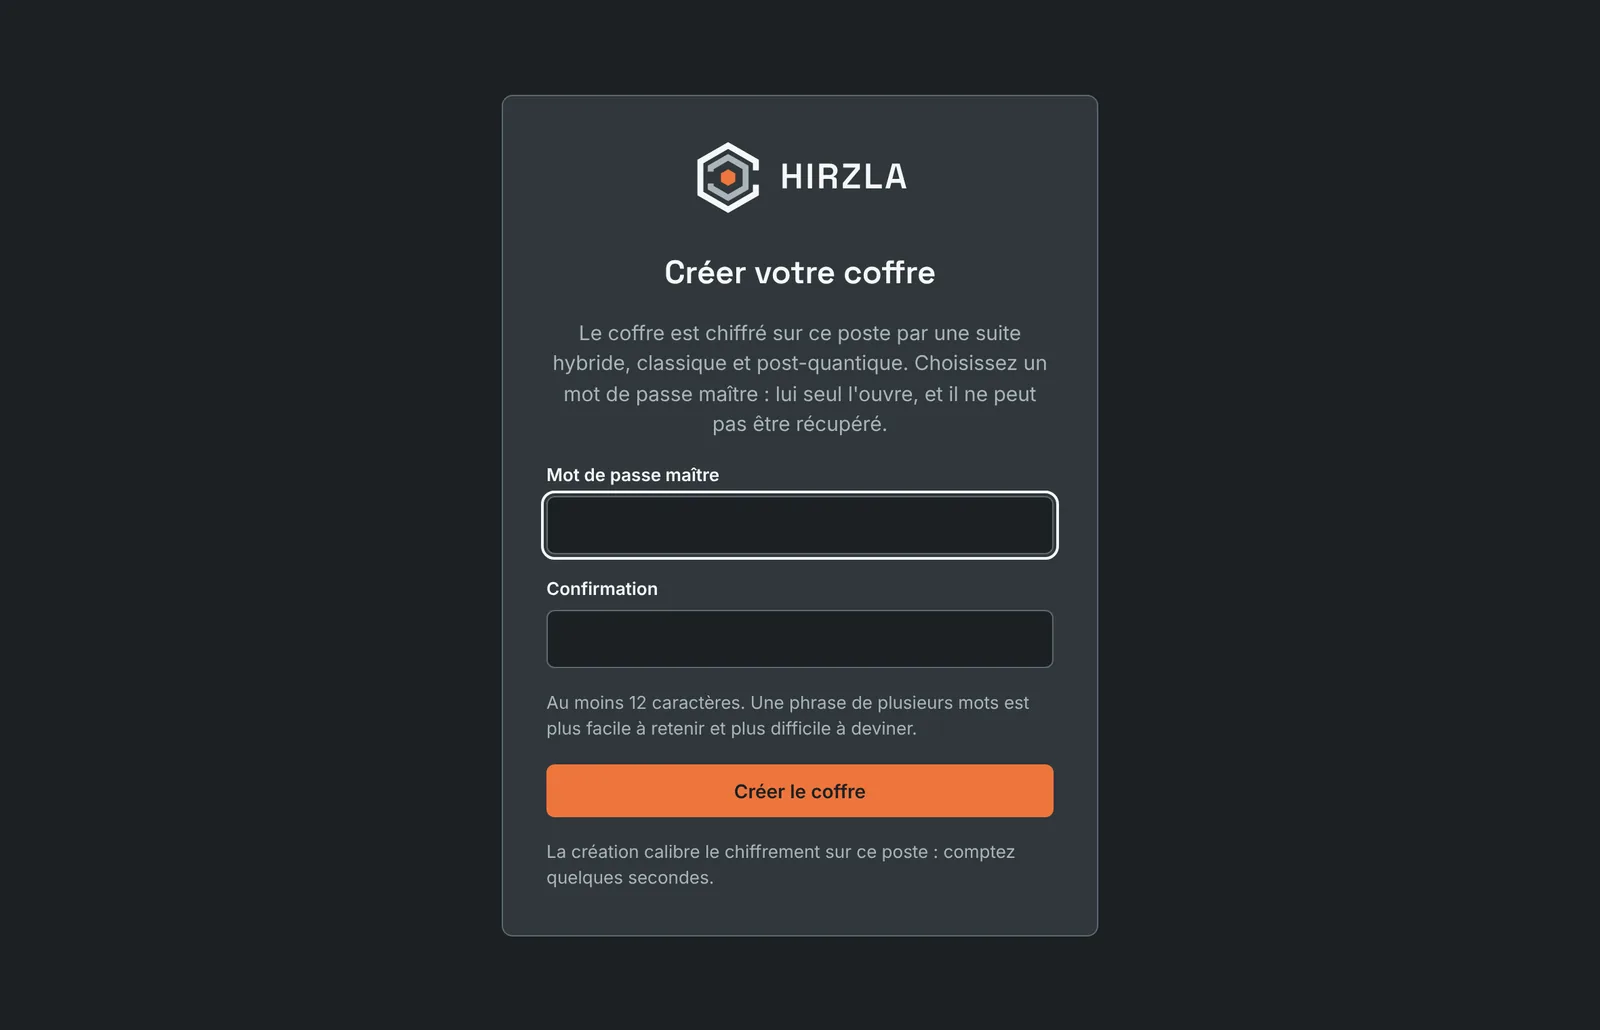 HIRZLA
Créer votre coffre
Le coffre est chiffré sur ce poste par une suite
hybride, classique et post-quantique. Choisissez un
mot de passe maître : lui seul l'ouvre, et il ne peut
pas être récupéré.
Mot de passe maître
Confirmation
Au moins 12 caractères. Une phrase de plusieurs mots est
plus facile à retenir et plus difficile à deviner.
Créer le coffre
La création calibre le chiffrement sur ce poste : comptez
quelques secondes.